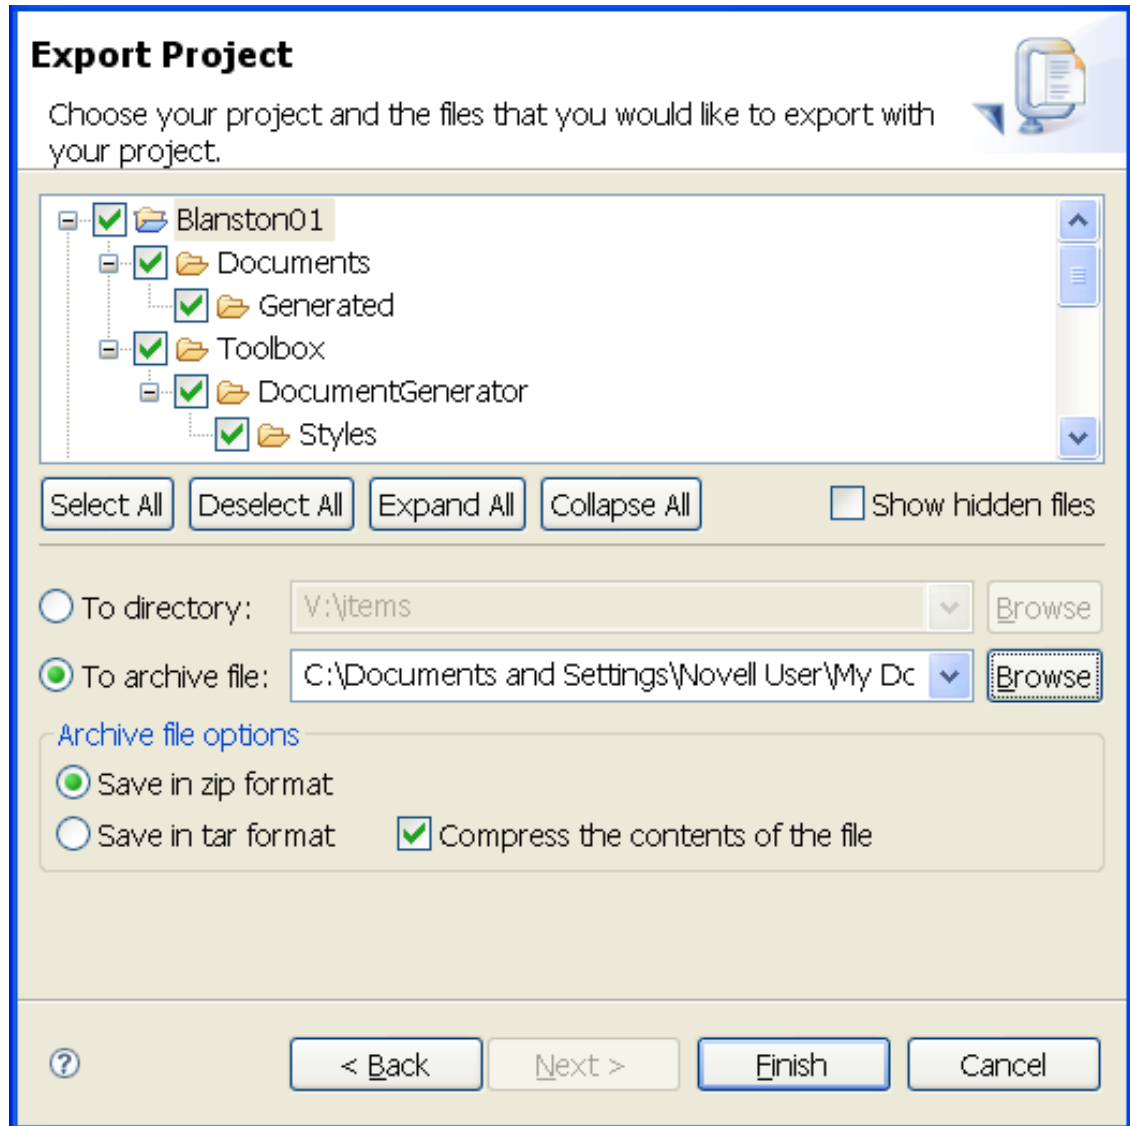 Export Project
Choose your project and the files that you would like to export with
your project.
Blanston01
Documents
Generated
Toolbox
DocumentGenerator
Styles
Select All Deselect All Expand All Collapse All Show hidden files
To directory: V:\items Browse
To archive file: C:\Documents and Settings\Novell User\My Dc Browse
Archive file options
Save in zip format
Save in tar format Compress the contents of the file
? < Back Next > Finish Cancel